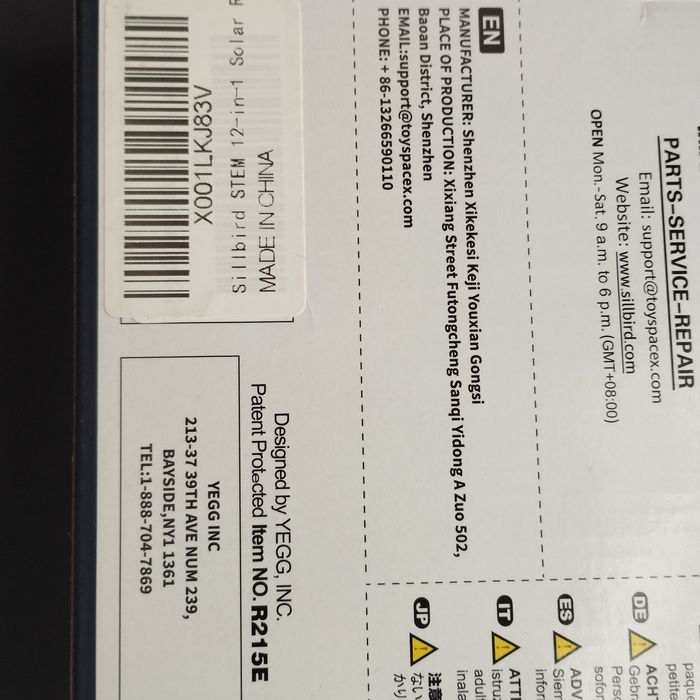 PARTS–SERVICE–REPAIR
Email: support@toyspacex.com
Website: www.sillbird.com
OPEN Mon.-Sat. 9 a.m. to 6 p.m. (GMT+08:00)
EN
MANUFACTURER: Shenzhen Xikekesi Keji Youxian Gongsi
PLACE OF PRODUCTION: Xixiang Street Futongcheng Sanqi Yidong A Zuo 502,
Baoan District, Shenzhen
EMAIL:support@toyspacex.com
PHONE: + 86-13266590110
MADE IN CHINA
Sillbird STEM 12-in-1 Solar
X001LKJ83V
Designed by YEGG, INC.
Patent Protected Item NO. R215E
YEGG INC
213-37 39TH AVE NUM 239,
BAYSIDE,NY1 1361
TEL:1-888-704-7869
DE
ES
IT
JP
注意